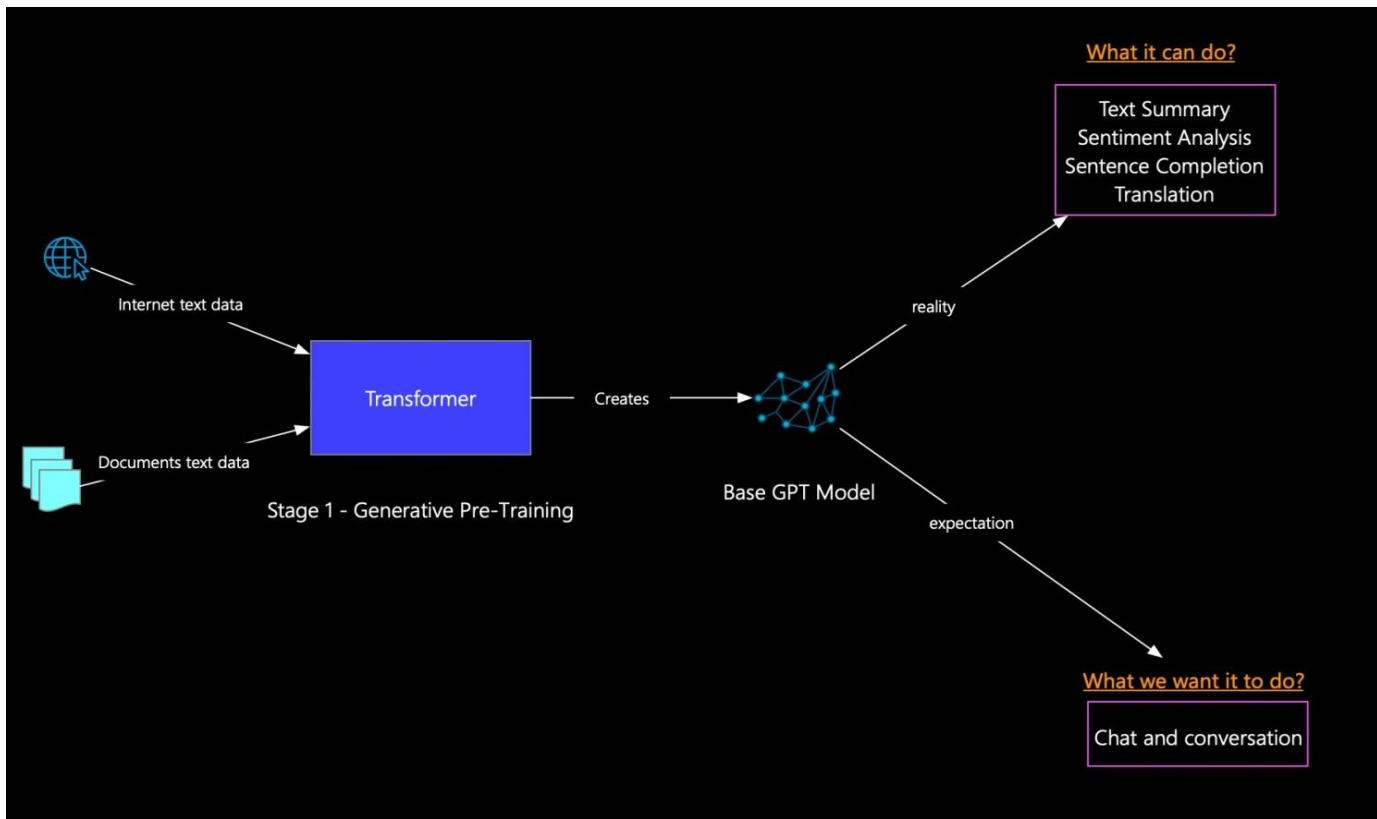 What it can do?
Text Summary
Sentiment Analysis
Sentence Completion
Translation
Internet text data
reality
Transformer
Creates
Documents text data
Stage 1 - Generative Pre-Training
Base GPT Model
expectation
What we want it to do?
Chat and conversation